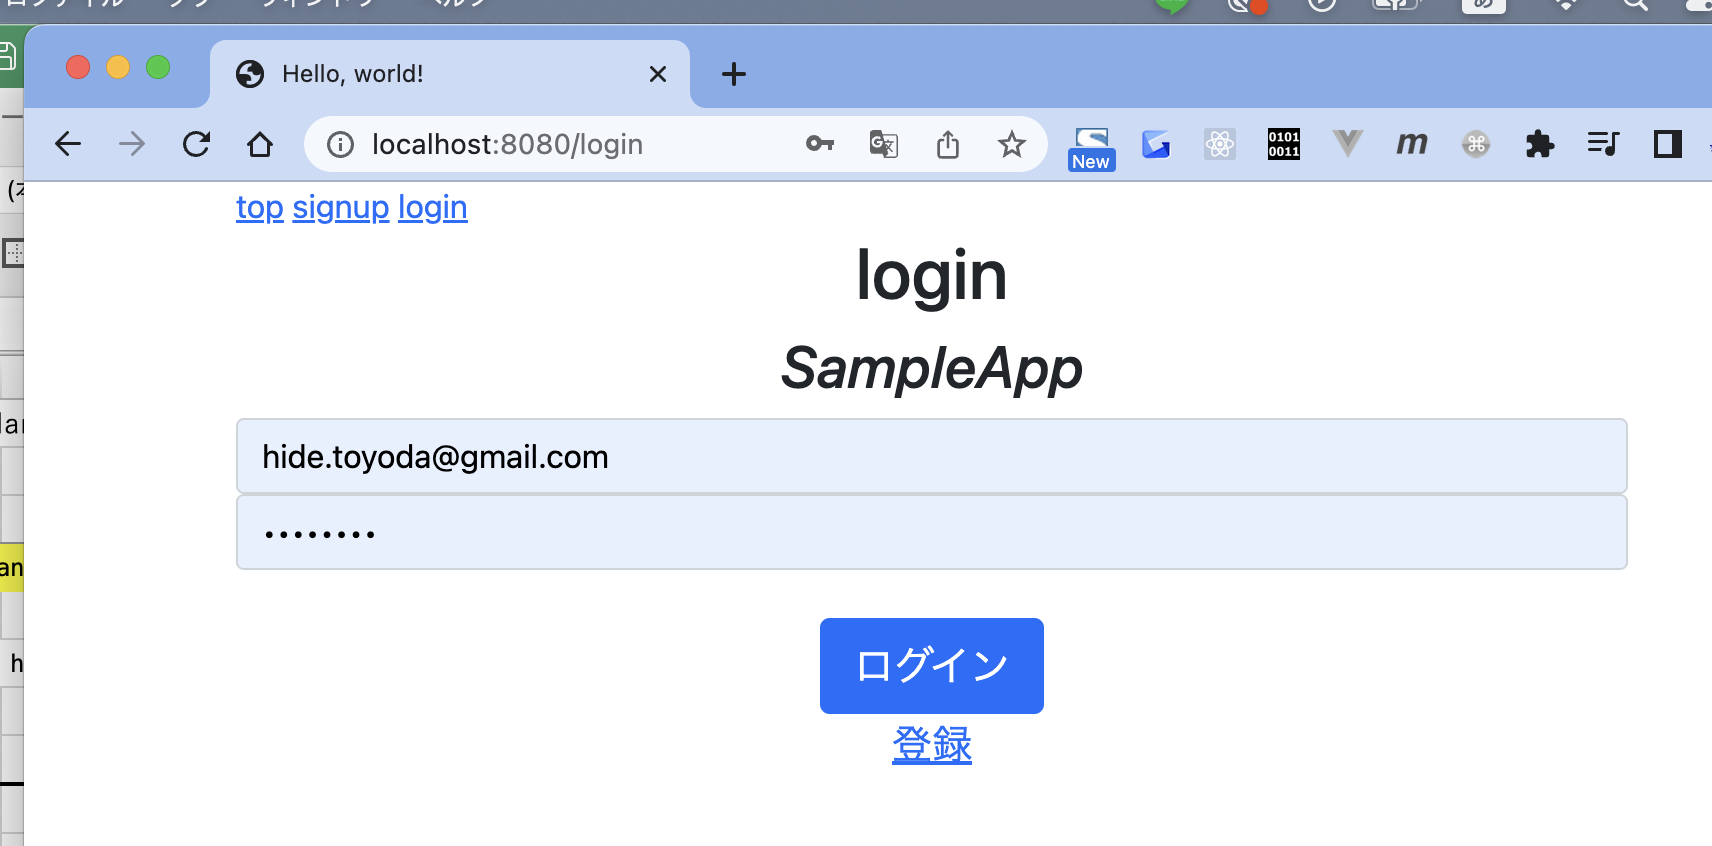 Hello, world!
localhost:8080/login
New
0101
0011
m
top signup login
login
SampleApp
hide.toyoda@gmail.com
ログイン
登録